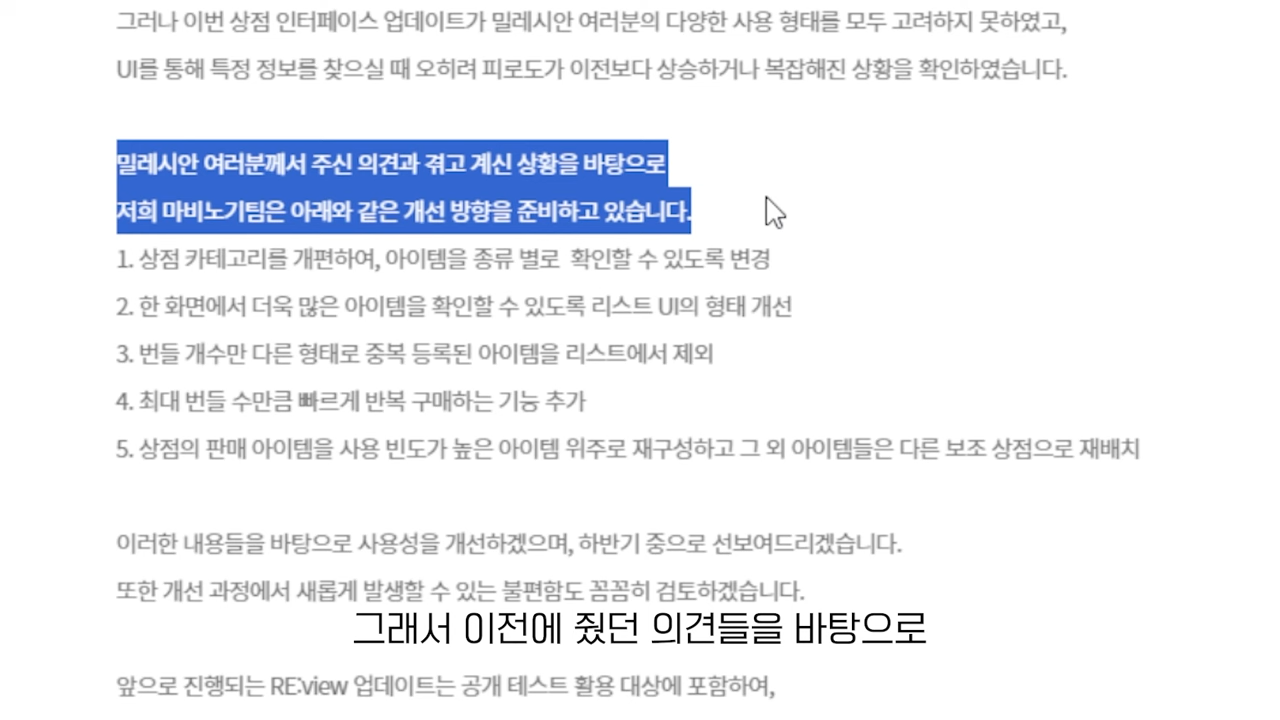 그러나 이번 상점 인터페이스 업데이트가 밀레시안 여러분의 다양한 사용 형태를 모두 고려하지 못하였고,
UI를 통해 특정 정보를 찾으실 때 오히려 피로도가 이전보다 상승하거나 복잡해진 상황을 확인하였습니다.
밀레시안 여러분께서 주신 의견과 겪고 계신 상황을 바탕으로
저희 마비노기팀은 아래와 같은 개선 방향을 준비하고 있습니다.
1. 상점 카테고리를 개편하여, 아이템을 종류 별로 확인할 수 있도록 변경
2. 한 화면에서 더욱 많은 아이템을 확인할 수 있도록 리스트 UI의 형태 개선
3. 번들 개수만 다른 형태로 중복 등록된 아이템을 리스트에서 제외
4. 최대 번들 수만큼 빠르게 반복 구매하는 기능 추가
5. 상점의 판매 아이템을 사용 빈도가 높은 아이템 위주로 재구성하고 그 외 아이템들은 다른 보조 상점으로 재배치
이러한 내용들을 바탕으로 사용성을 개선하겠으며, 하반기 중으로 선보여드리겠습니다.
또한 개선 과정에서 새롭게 발생할 수 있는 불편함도 꼼꼼히 검토하겠습니다.
그래서 이전에 줬던 의견들을 바탕으로
앞으로 진행되는 RE:view 업데이트는 공개 테스트 활용 대상에 포함하여,